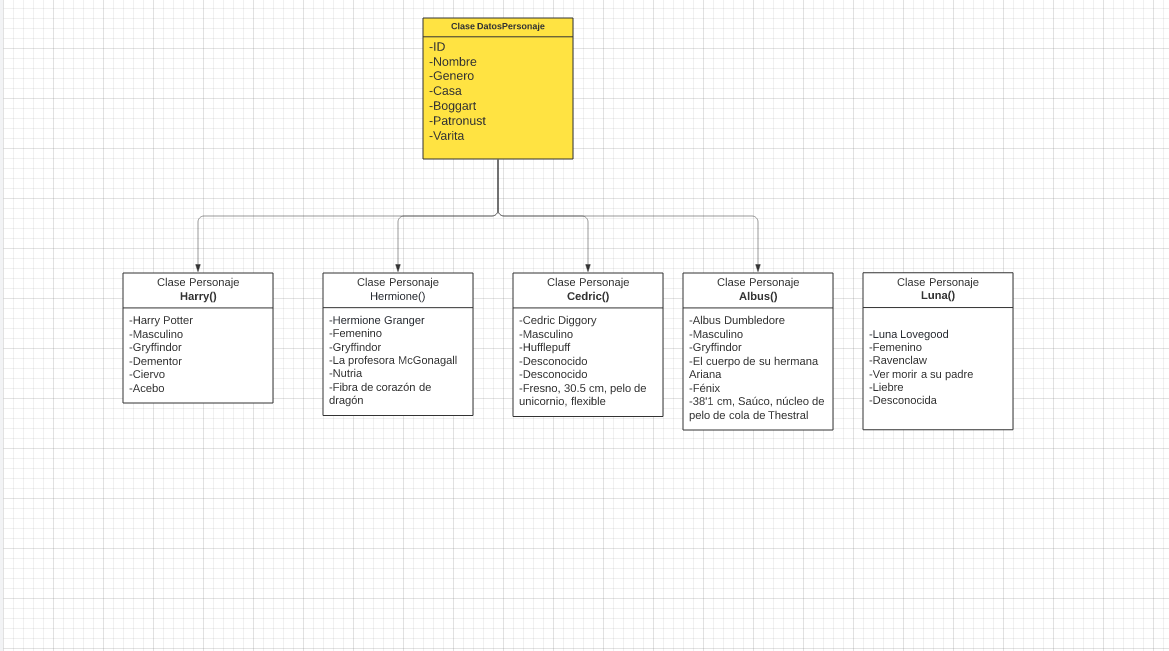 Clase DatosPersonaje
-ID
-Nombre
-Genero
-Casa
-Boggart
-Patronust
-Varita
Clase Personaje
Harry()
-Harry Potter
-Masculino
-Gryffindor
-Dementor
-Ciervo
-Acebo
Clase Personaje
Hermione()
-Hermione Granger
-Femenino
-Gryffindor
-La profesora McGonagall
-Nutria
-Fibra de corazón de
dragón
Clase Personaje
Cedric()
-Cedric Diggory
-Masculino
-Hufflepuff
-Desconocido
-Desconocido
-Fresno, 30.5 cm, pelo de
unicornio, flexible
Clase Personaje
Albus()
-Albus Dumbledore
-Masculino
-Gryffindor
-El cuerpo de su hermana
Ariana
-Fénix
-38'1 cm, Saúco, núcleo de
pelo de cola de Thestral
Clase Personaje
Luna()
-Luna Lovegood
-Femenino
-Ravenclaw
-Ver morir a su padre
-Liebre
-Desconocida